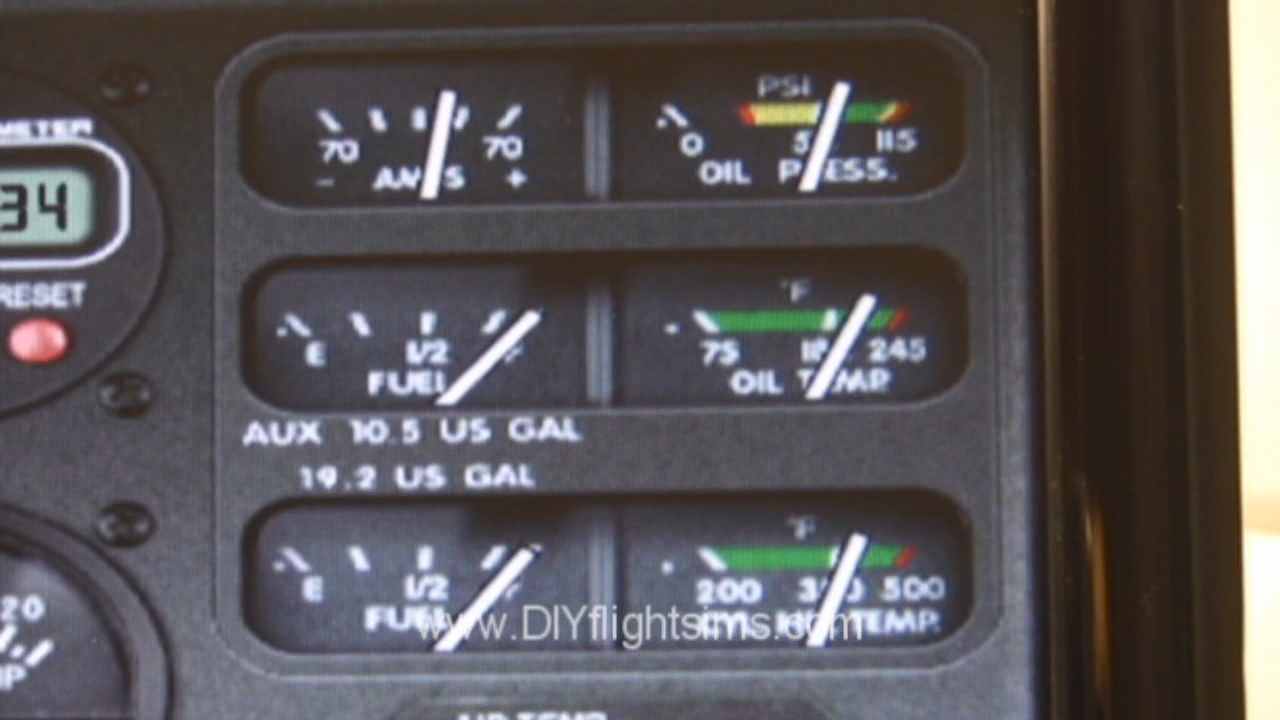 METER
34
RESET
20
70 70
- +
PSI
0 115
OIL
E 1/2
FUEL
°F
75 245
OIL
AUX 10.5 US GAL
19.2 US GAL
E 1/2
°F
200 500
TEMP.
www.DIYflightsims.com